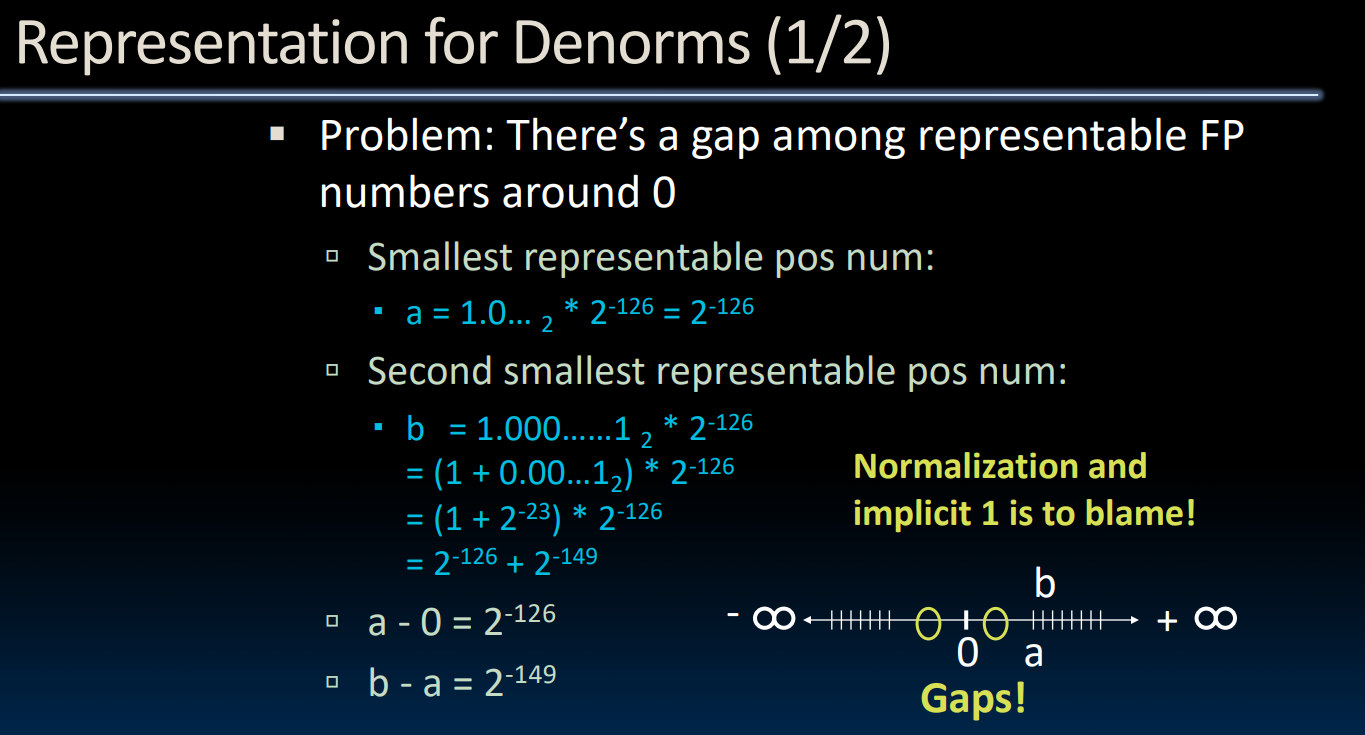 Representation for Denorms (1/2)
▪ Problem: There’s a gap among representable FP
numbers around 0
▫ Smallest representable pos num:
▪ a = 1.0… ₂ * 2⁻¹²⁶ = 2⁻¹²⁶
▫ Second smallest representable pos num:
▪ b = 1.000……1 ₂ * 2⁻¹²⁶
= (1 + 0.00…1₂) * 2⁻¹²⁶
= (1 + 2⁻²³) * 2⁻¹²⁶
= 2⁻¹²⁶ + 2⁻¹⁴⁹
▫ a - 0 = 2⁻¹²⁶
▫ b - a = 2⁻¹⁴⁹
Normalization and
implicit 1 is to blame!
b
- ∞ + ∞
0 a
Gaps!